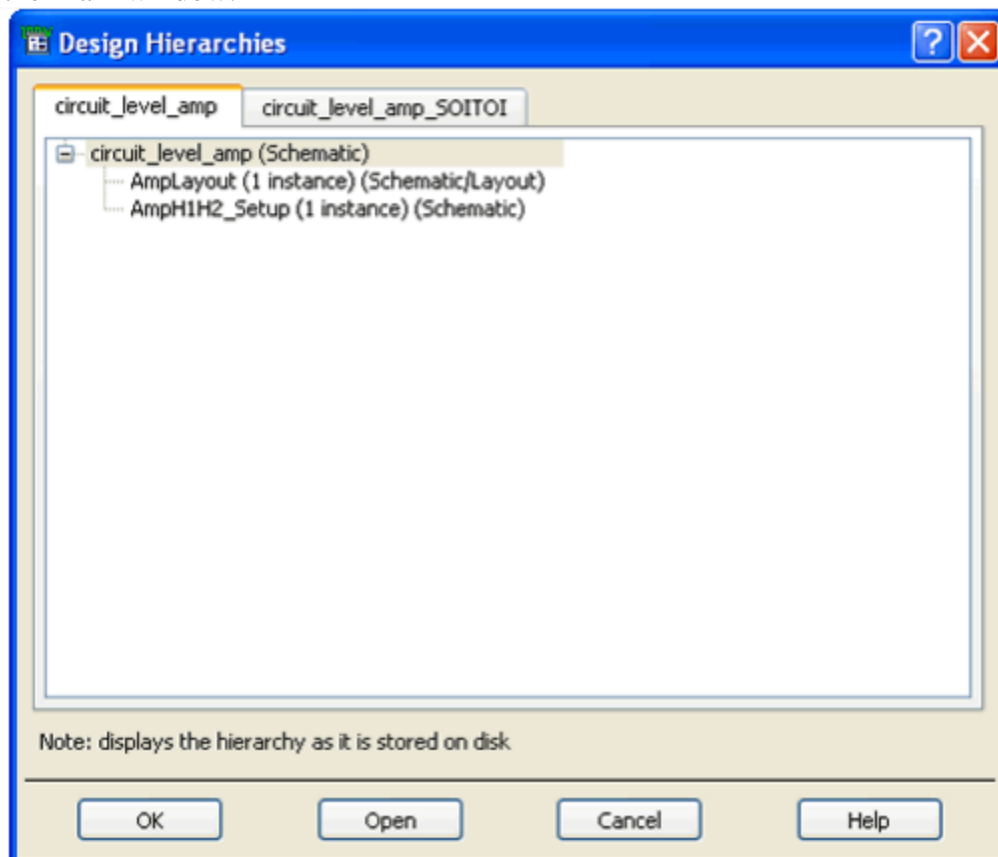 Design Hierarchies
circuit_level_amp
circuit_level_amp_SOITOI
circuit_level_amp (Schematic)
AmpLayout (1 instance) (Schematic/Layout)
AmpH1H2_Setup (1 instance) (Schematic)
Note: displays the hierarchy as it is stored on disk
OK
Open
Cancel
Help